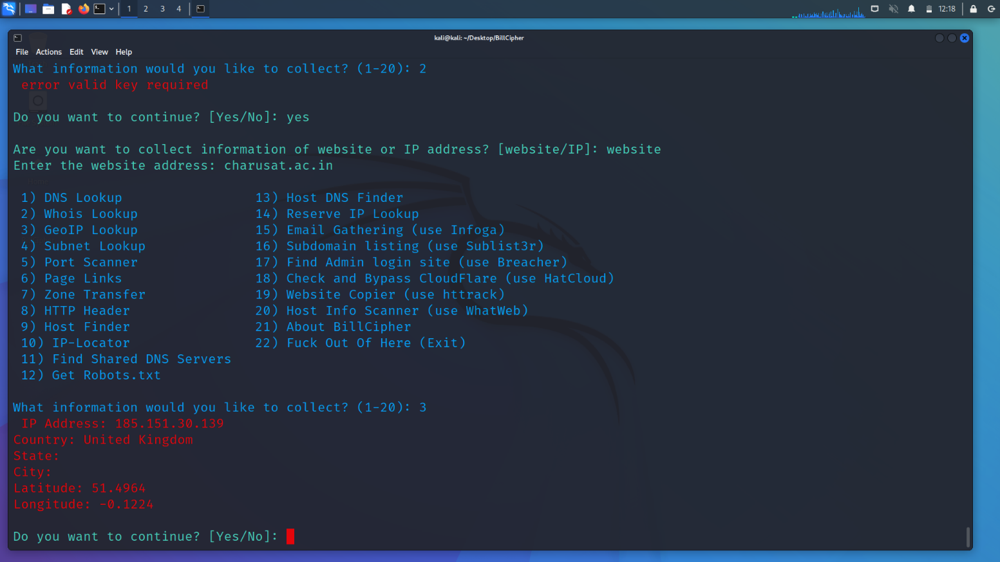 1 2 3 4 12:18
kali@kali: ~/Desktop/BillCipher
File Actions Edit View Help
What information would you like to collect? (1-20): 2
error valid key required
Do you want to continue? [Yes/No]: yes
Are you want to collect information of website or IP address? [website/IP]: website
Enter the website address: charusat.ac.in
1) DNS Lookup 13) Host DNS Finder
2) Whois Lookup 14) Reserve IP Lookup
3) GeoIP Lookup 15) Email Gathering (use Infoga)
4) Subnet Lookup 16) Subdomain listing (use Sublist3r)
5) Port Scanner 17) Find Admin login site (use Breacher)
6) Page Links 18) Check and Bypass CloudFlare (use HatCloud)
7) Zone Transfer 19) Website Copier (use httrack)
8) HTTP Header 20) Host Info Scanner (use WhatWeb)
9) Host Finder 21) About BillCipher
10) IP-Locator 22) Fuck Out Of Here (Exit)
11) Find Shared DNS Servers
12) Get Robots.txt
What information would you like to collect? (1-20): 3
IP Address: 185.151.30.139
Country: United Kingdom
State:
City:
Latitude: 51.4964
Longitude: -0.1224
Do you want to continue? [Yes/No]: